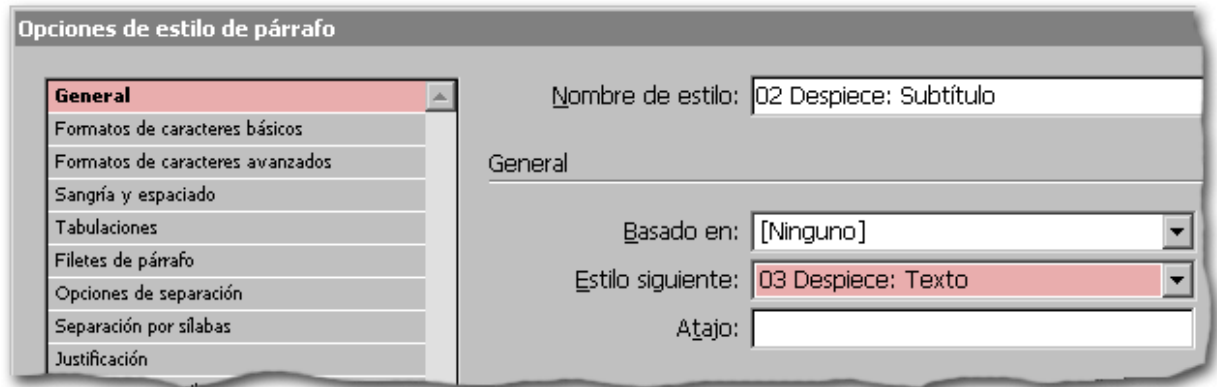 Opciones de estilo de párrafo
General
Formatos de caracteres básicos
Formatos de caracteres avanzados
Sangría y espaciado
Tabulaciones
Filetes de párrafo
Opciones de separación
Separación por sílabas
Justificación
Nombre de estilo: 02 Despiece: Subtítulo
General
Basado en: [Ninguno]
Estilo siguiente: 03 Despiece: Texto
Atajo: